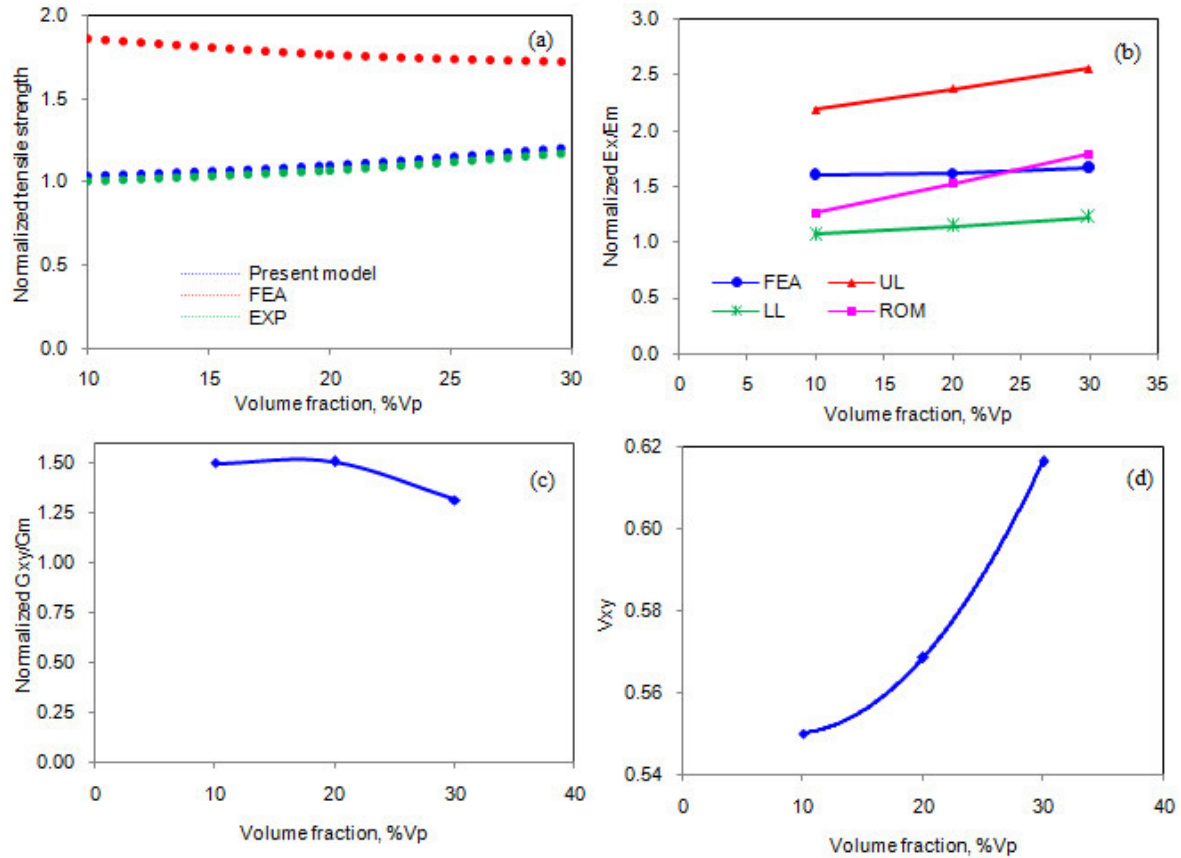 (a)
Normalized tensile strength
2.0
1.5
1.0
0.5
0.0
Present model
FEA
EXP
10 15 20 25 30
Volume fraction, %Vp
(b)
Normalized Ex/Em
3.0
2.5
2.0
1.5
1.0
0.5
0.0
FEA UL
LL ROM
0 5 10 15 20 25 30 35
Volume fraction, %Vp
(c)
Normalized Gxy/Gm
1.50
1.25
1.00
0.75
0.50
0.25
0.00
0 10 20 30 40
Volume fraction, %Vp
(d)
Vxy
0.62
0.60
0.58
0.56
0.54
0 10 20 30 40
Volume fraction, %Vp